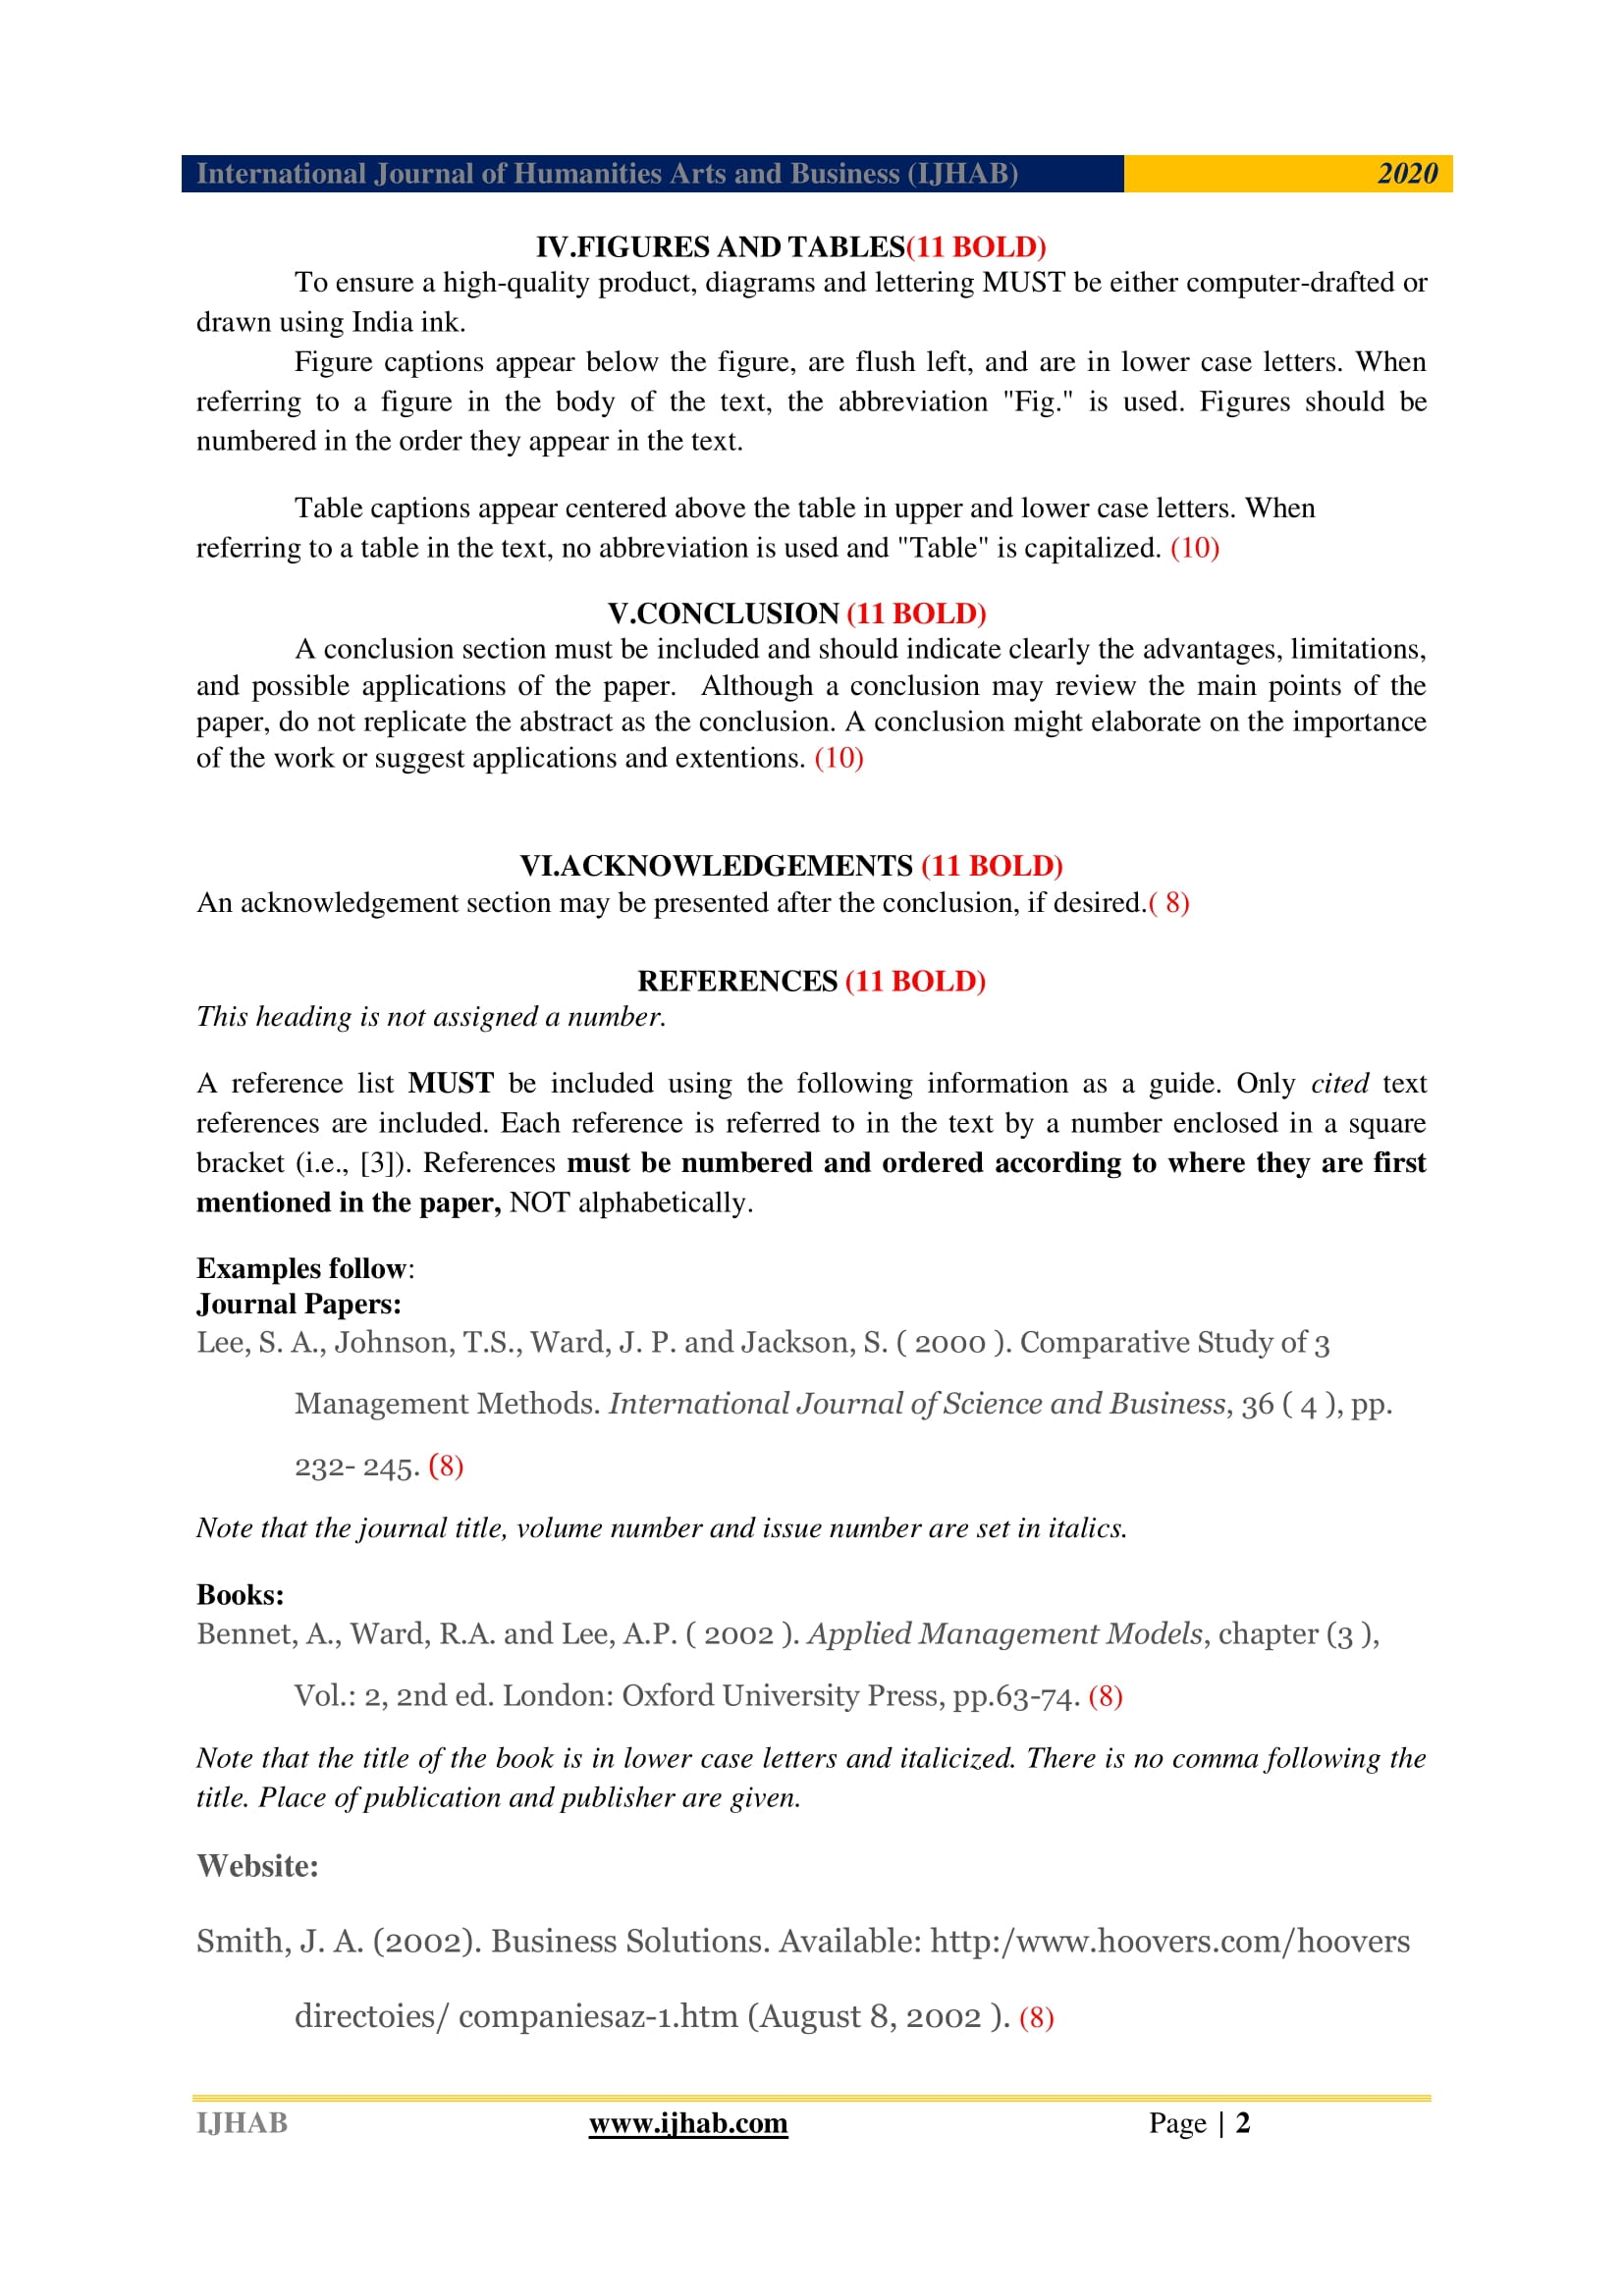 International Journal of Humanities Arts and Business (IJHAB) 2020
IV.FIGURES AND TABLES(11 BOLD)
To ensure a high-quality product, diagrams and lettering MUST be either computer-drafted or
drawn using India ink.
Figure captions appear below the figure, are flush left, and are in lower case letters. When
referring to a figure in the body of the text, the abbreviation "Fig." is used. Figures should be
numbered in the order they appear in the text.
Table captions appear centered above the table in upper and lower case letters. When
referring to a table in the text, no abbreviation is used and "Table" is capitalized. (10)
V.CONCLUSION (11 BOLD)
A conclusion section must be included and should indicate clearly the advantages, limitations,
and possible applications of the paper.  Although a conclusion may review the main points of the
paper, do not replicate the abstract as the conclusion. A conclusion might elaborate on the importance
of the work or suggest applications and extentions. (10)
VI.ACKNOWLEDGEMENTS (11 BOLD)
An acknowledgement section may be presented after the conclusion, if desired.( 8)
REFERENCES (11 BOLD)
This heading is not assigned a number.
A reference list MUST be included using the following information as a guide. Only cited text
references are included. Each reference is referred to in the text by a number enclosed in a square
bracket (i.e., [3]). References must be numbered and ordered according to where they are first
mentioned in the paper, NOT alphabetically.
Examples follow:
Journal Papers:
Lee, S. A., Johnson, T.S., Ward, J. P. and Jackson, S. ( 2000 ). Comparative Study of 3
Management Methods. International Journal of Science and Business, 36 ( 4 ), pp.
232- 245. (8)
Note that the journal title, volume number and issue number are set in italics.
Books:
Bennet, A., Ward, R.A. and Lee, A.P. ( 2002 ). Applied Management Models, chapter (3 ),
Vol.: 2, 2nd ed. London: Oxford University Press, pp.63-74. (8)
Note that the title of the book is in lower case letters and italicized. There is no comma following the
title. Place of publication and publisher are given.
Website:
Smith, J. A. (2002). Business Solutions. Available: http:/www.hoovers.com/hoovers
directoies/ companiesaz-1.htm (August 8, 2002 ). (8)
IJHAB www.ijhab.com Page | 2